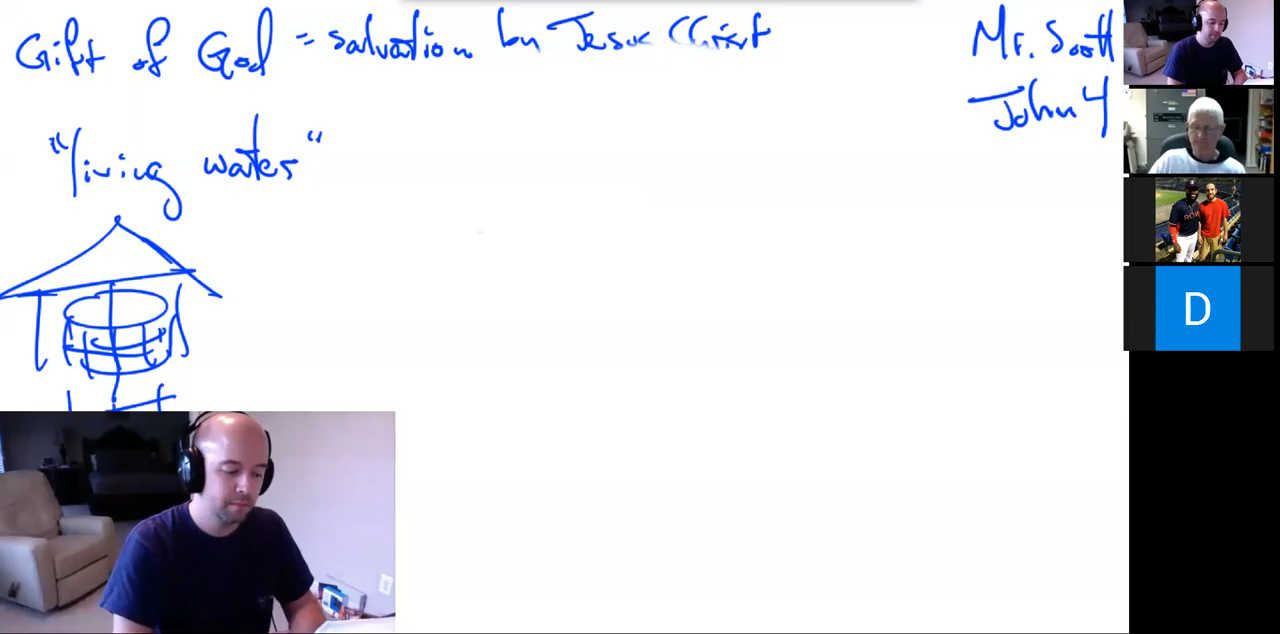 Gift of God = salvation by Jesus Christ
Mr. Scott
John 4
"living water"
D